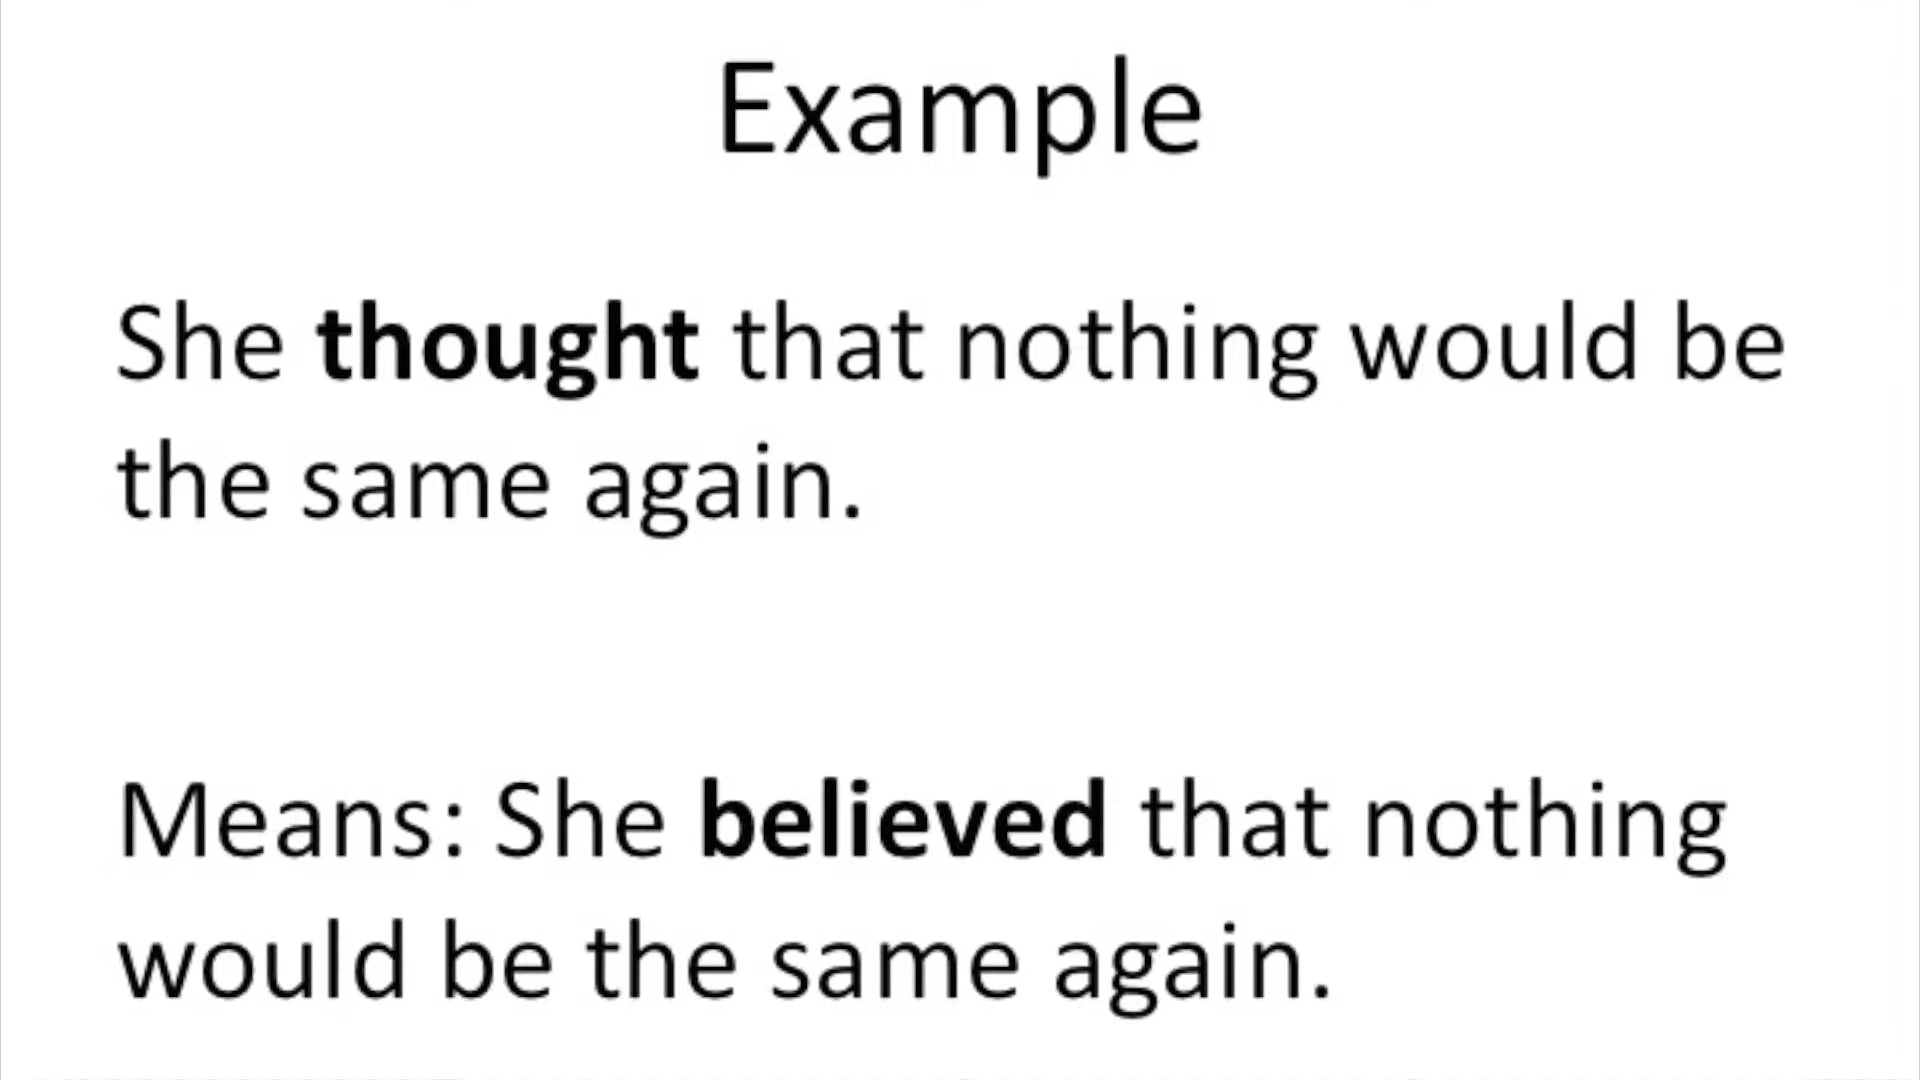 Example
She thought that nothing would be
the same again.
Means: She believed that nothing
would be the same again.